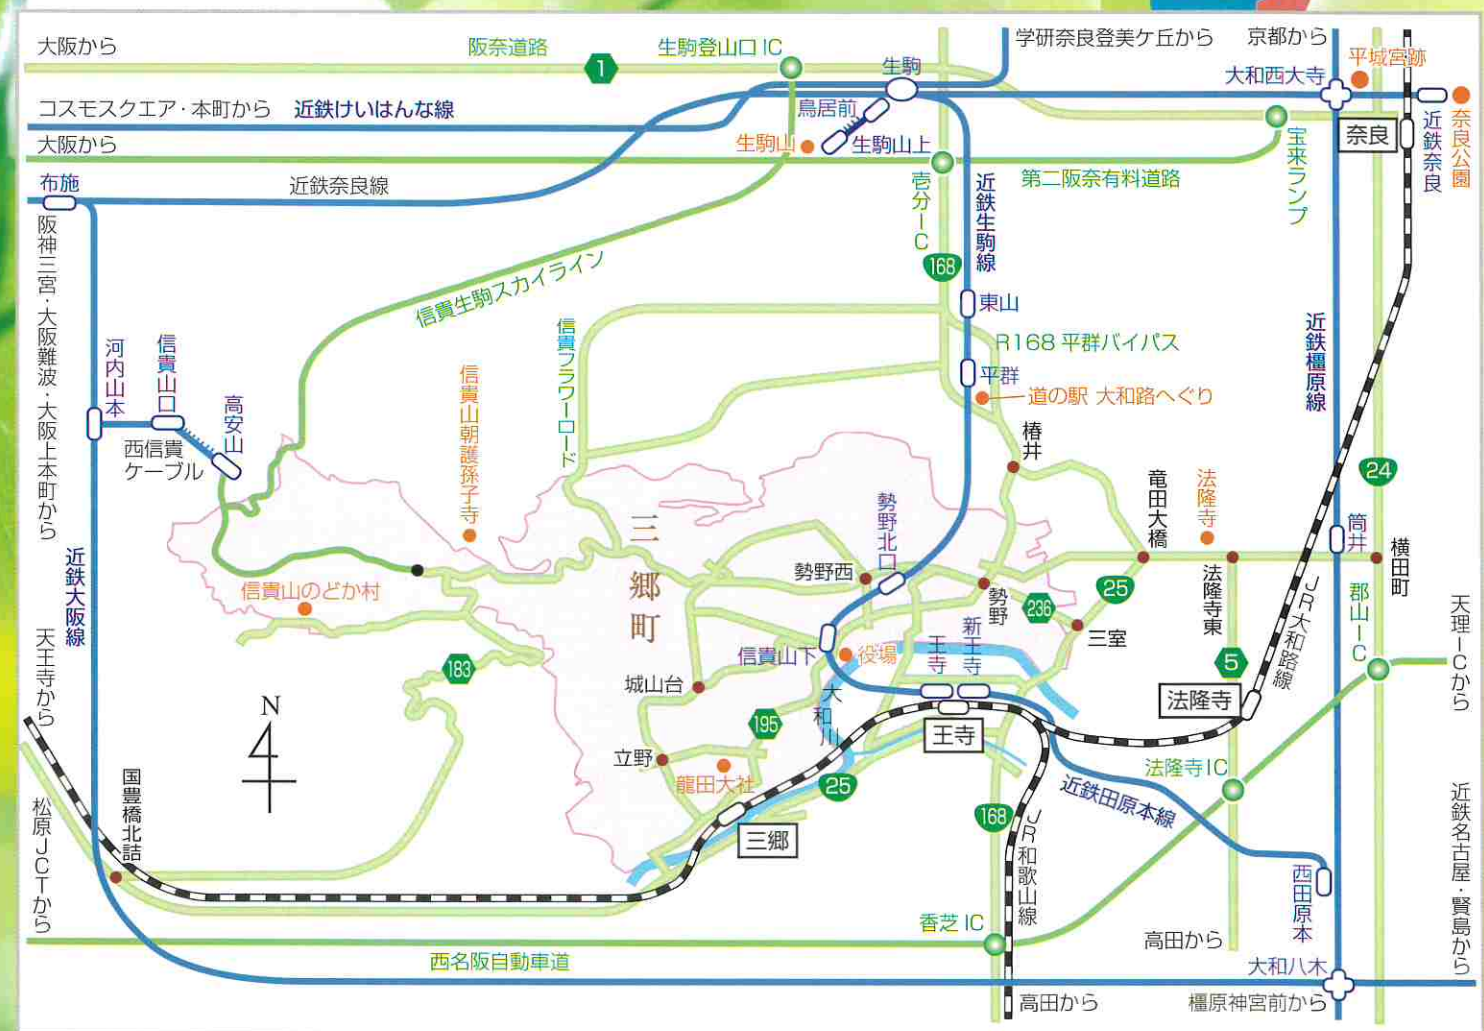 大阪から
阪奈道路
1
生駒登山口IC
生駒
学研奈良登美ケ丘から
京都から
平城宮跡
大和西大寺
コスモスクエア・本町から
近鉄けいはんな線
鳥居前
大阪から
生駒山
生駒山上
奈良
近鉄奈良
奈良公園
宝来ランプ
布施
近鉄奈良線
壱分IC
第二阪奈有料道路
近鉄生駒線
168
阪神三宮・大阪難波・大阪上本町から
信貴生駒スカイライン
東山
近鉄橿原線
信貴フラワーロード
R168 平群バイパス
平群
道の駅 大和路へぐり
河内山本
信貴山口
高安山
西信貴
ケーブル
信貴山朝護孫子寺
椿井
竜田大橋
法隆寺
24
勢野北口
筒井
横田町
三郷町
勢野西
近鉄大阪線
信貴山のどか村
勢野
236
25
法隆寺東
郡山IC
JR大和路線
天理ICから
三室
天王寺から
183
信貴山下
役場
王寺
新王寺
5
城山台
大和川
法隆寺
N
195
王寺
立野
龍田大社
25
法隆寺IC
国豊橋北詰
松原JCTから
三郷
168
JR和歌山線
近鉄田原本線
近鉄名古屋・賢島から
西田原本
香芝IC
高田から
西名阪自動車道
大和八木
高田から
橿原神宮前から